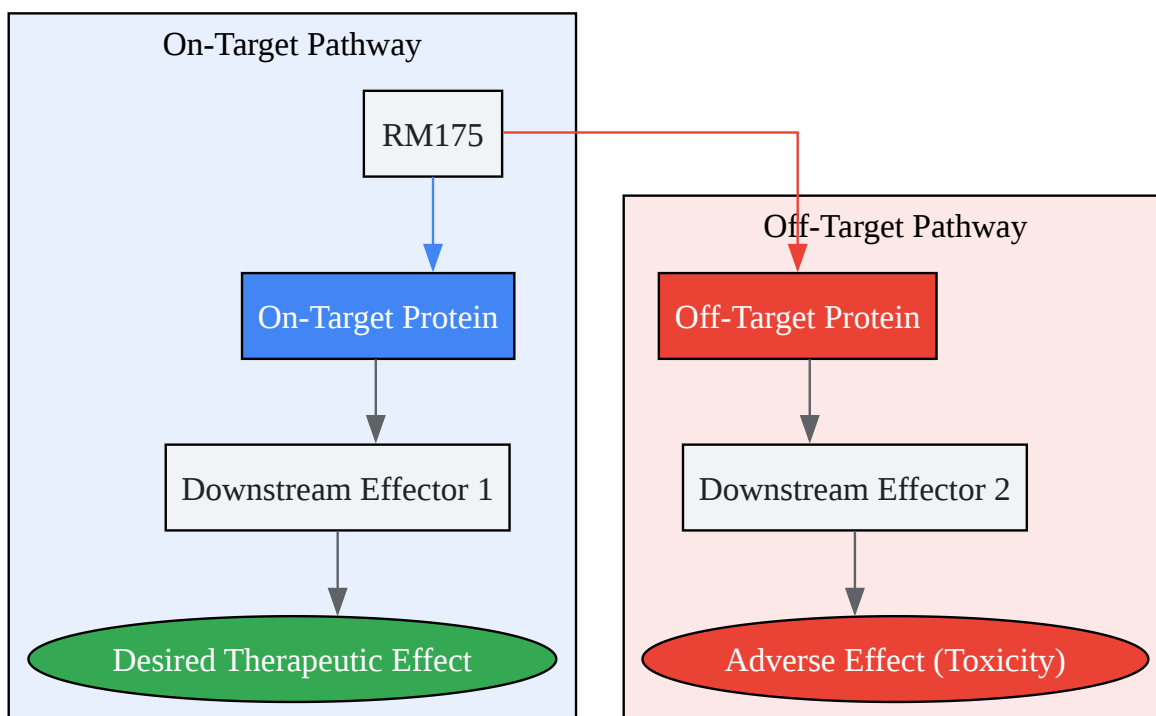 On-Target Pathway
RM175
On-Target Protein
Downstream Effector 1
Desired Therapeutic Effect
Off-Target Pathway
Off-Target Protein
Downstream Effector 2
Adverse Effect (Toxicity)